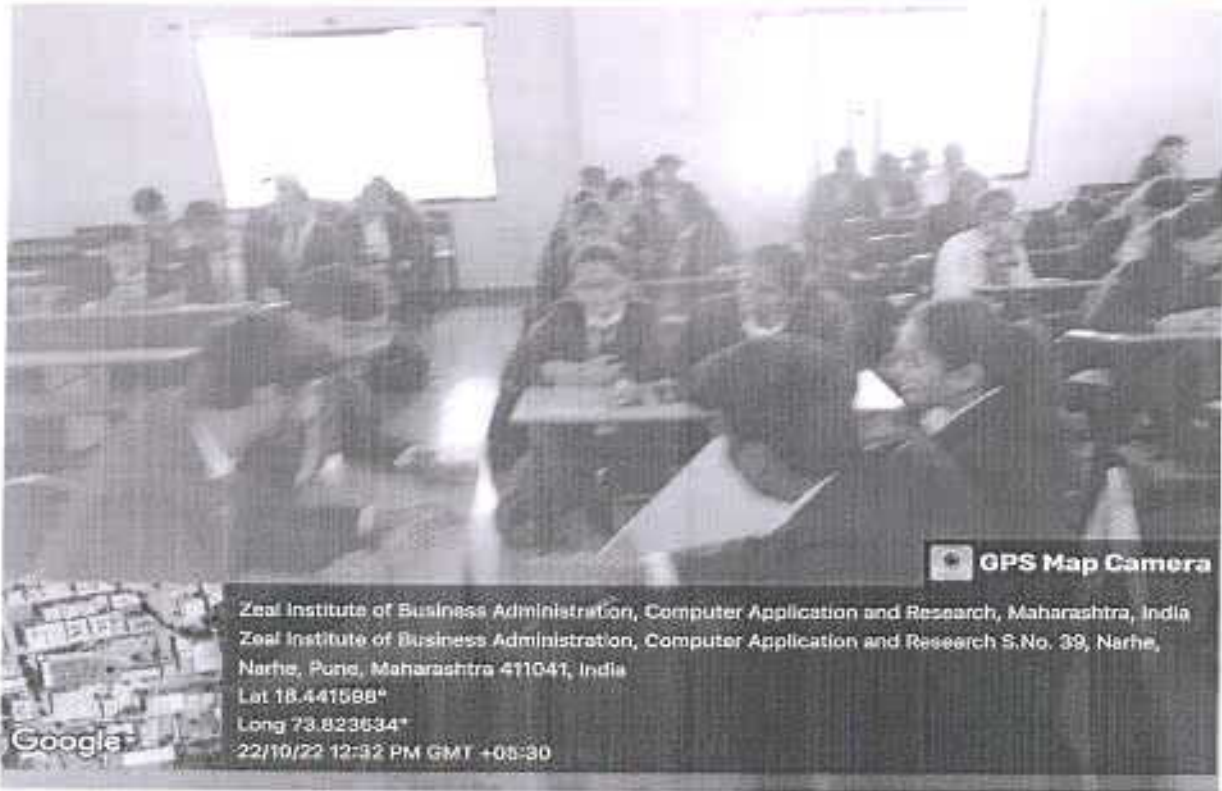 GPS Map Camera
Zeal Institute of Business Administration, Computer Application and Research, Maharashtra, India
Zeal Institute of Business Administration, Computer Application and Research S.No. 39, Narhe,
Narhe, Pune, Maharashtra 411041, India
Lat 18.441598°
Long 73.823634°
22/10/22 12:32 PM GMT +05:30
Google